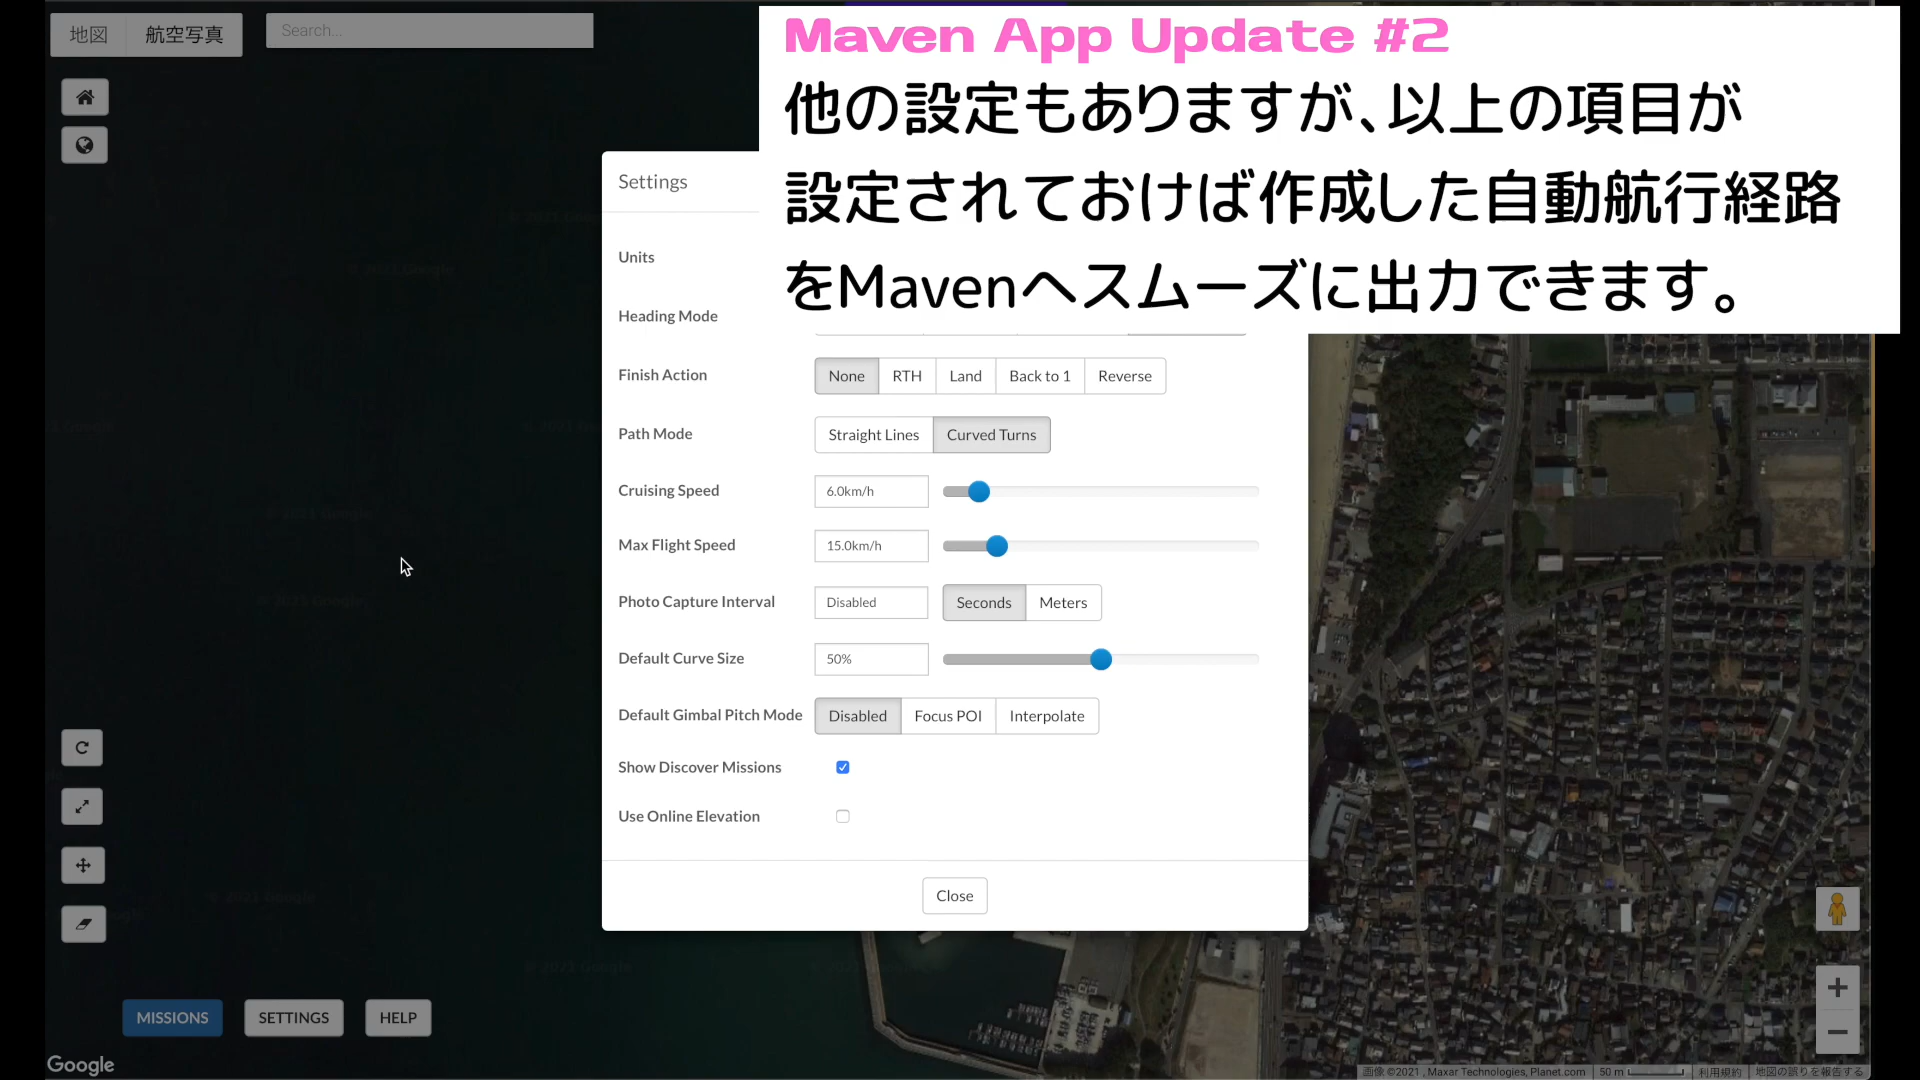 地図 航空写真 Search...
Maven App Update #2
他の設定もありますが、以上の項目が
設定されておけば作成した自動航行経路
をMavenへスムーズに出力できます。
Settings
Units
Heading Mode
Finish Action None RTH Land Back to 1 Reverse
Path Mode Straight Lines Curved Turns
Cruising Speed 6.0km/h
Max Flight Speed 15.0km/h
Photo Capture Interval Disabled Seconds Meters
Default Curve Size 50%
Default Gimbal Pitch Mode Disabled Focus POI Interpolate
Show Discover Missions
Use Online Elevation
Close
MISSIONS SETTINGS HELP
Google
画像 ©2021 , Maxar Technologies, Planet.com 50 m 利用規約 地図の誤りを報告する